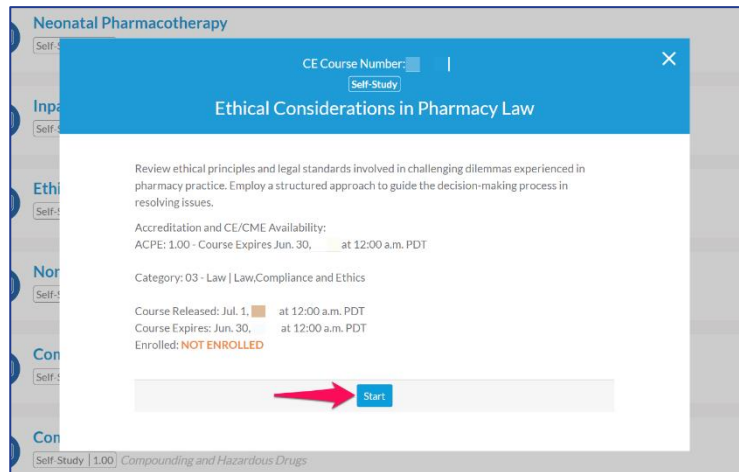 Neonatal Pharmacotherapy
Self-S
CE Course Number:
Self-Study
Ethical Considerations in Pharmacy Law
Inpa
Self-S
Review ethical principles and legal standards involved in challenging dilemmas experienced in
pharmacy practice. Employ a structured approach to guide the decision-making process in
resolving issues.
Ethi
Self-S
Accreditation and CE/CME Availability:
ACPE: 1.00 - Course Expires Jun. 30, at 12:00 a.m. PDT
Nor
Self-S
Category: 03 - Law | Law,Compliance and Ethics
Course Released: Jul. 1, at 12:00 a.m. PDT
Course Expires: Jun. 30, at 12:00 a.m. PDT
Enrolled: NOT ENROLLED
Con
Self-S
Start
Con
Self-Study | 1.00 Compounding and Hazardous Drugs